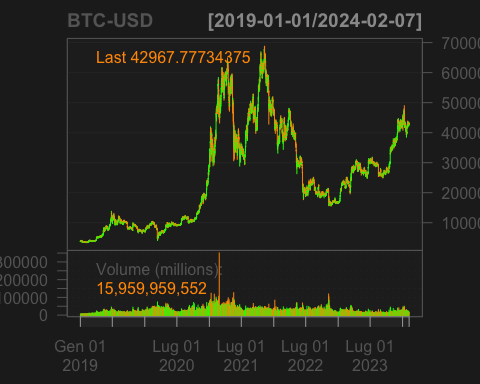 BTC-USD [2019-01-01/2024-02-07]
Last 42967.77734375
70000
60000
50000
40000
30000
20000
10000
Volume (millions):
15,959,959,552
300000
200000
100000
0
Gen 01 Lug 01 Lug 01 Lug 01 Lug 01
2019 2020 2021 2022 2023